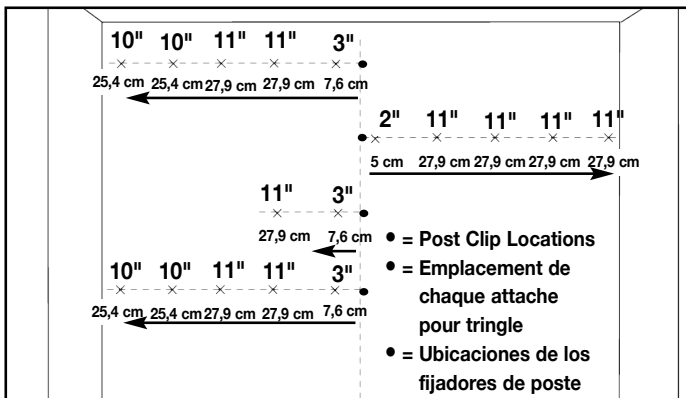 10" 10" 11" 11" 3"
25,4 cm 25,4 cm 27,9 cm 27,9 cm 7,6 cm
2" 11" 11" 11" 11"
5 cm 27,9 cm 27,9 cm 27,9 cm 27,9 cm
11" 3"
27,9 cm 7,6 cm
• = Post Clip Locations
• = Emplacement de
chaque attache
pour tringle
• = Ubicaciones de los
fijadores de poste
10" 10" 11" 11" 3"
25,4 cm 25,4 cm 27,9 cm 27,9 cm 7,6 cm